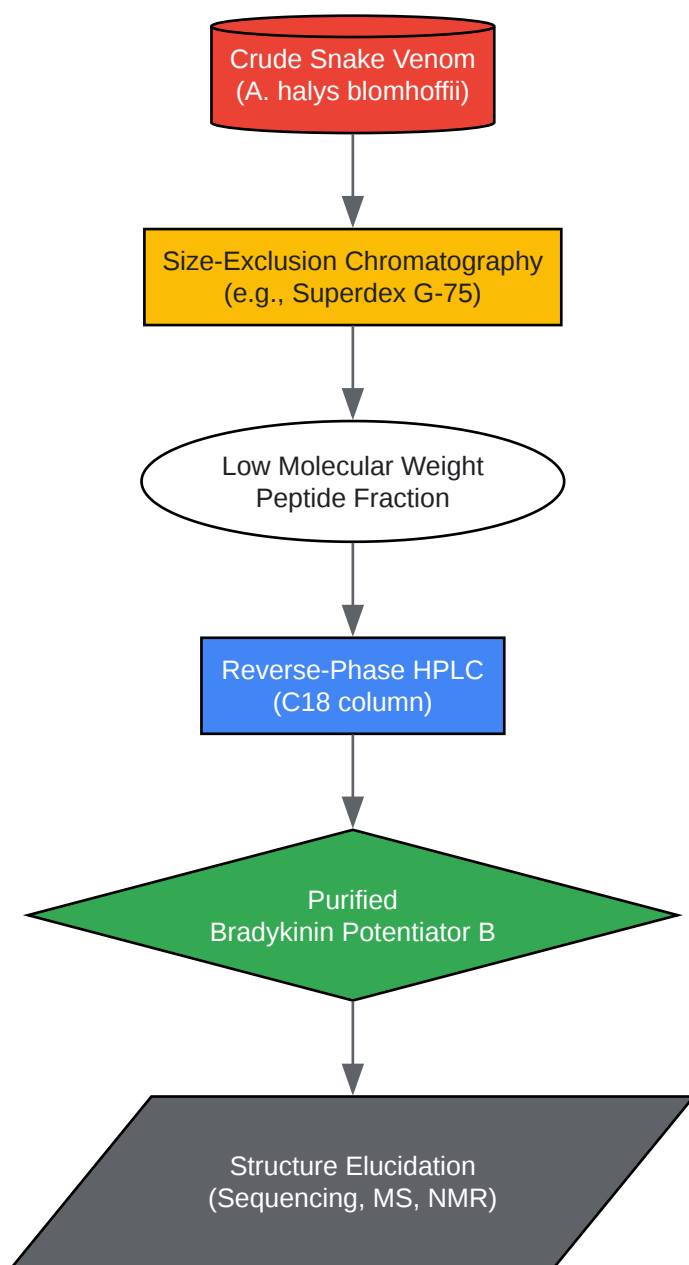 Crude Snake Venom
(A. halys blomhoffii)
Size-Exclusion Chromatography
(e.g., Superdex G-75)
Low Molecular Weight
Peptide Fraction
Reverse-Phase HPLC
(C18 column)
Purified
Bradykinin Potentiator B
Structure Elucidation
(Sequencing, MS, NMR)